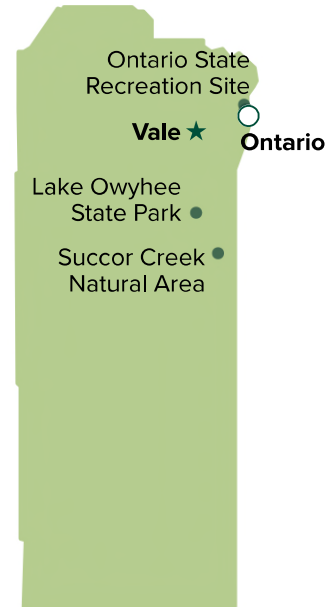 Ontario State
Recreation Site
Vale
Ontario
Lake Owyhee
State Park
Succor Creek
Natural Area